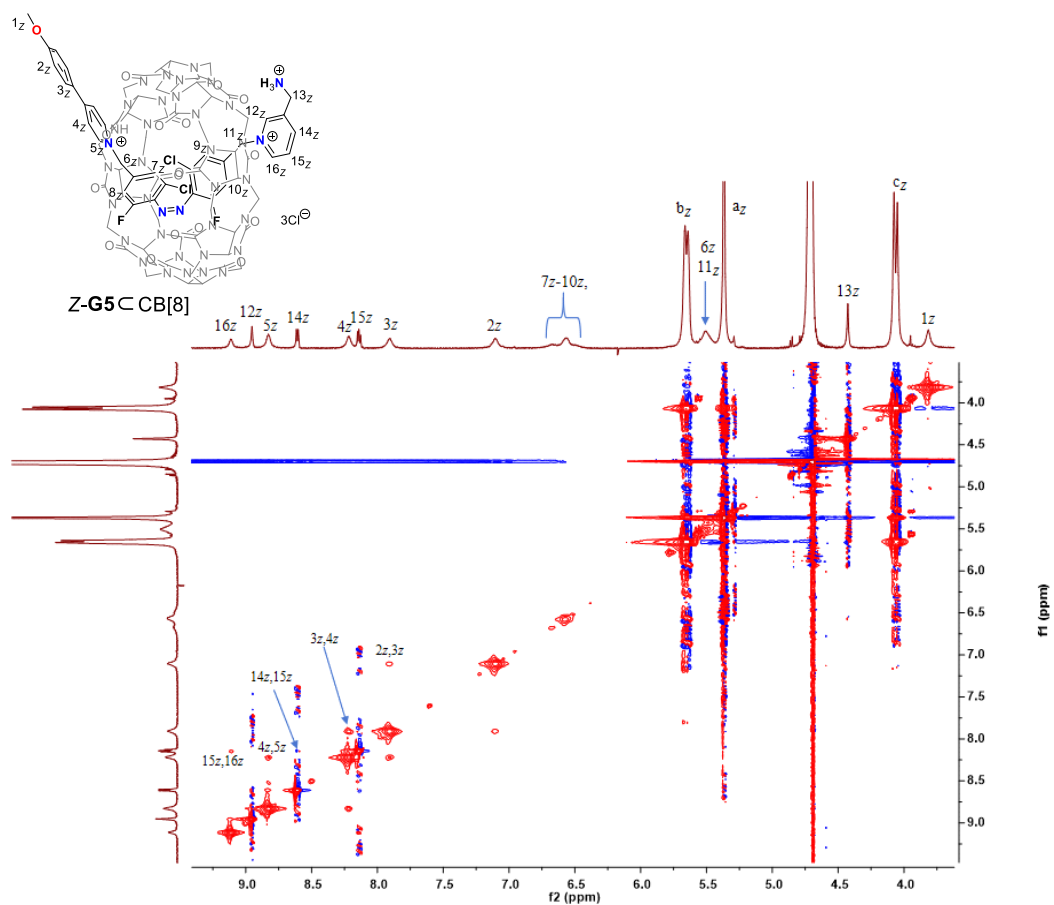 1z
O
2z
3z
4z
5z
6z
7z
8z
9z
10z
11z
12z
13z
14z
15z
16z
H3N
⊕
N
⊕
N
⊕
NH
Cl
Cl
F
F
N=N
3Cl⊖
Z-G5⊂CB[8]
16z
12z
5z
14z
4z
15z
3z
2z
7z-10z,
bz
6z
11z
az
13z
cz
1z
3z,4z
2z,3z
14z,15z
15z,16z
4z,5z
4.0
4.5
5.0
5.5
6.0
6.5
7.0
7.5
8.0
8.5
9.0
f1 (ppm)
9.0 8.5 8.0 7.5 7.0 6.5 6.0 5.5 5.0 4.5 4.0
f2 (ppm)